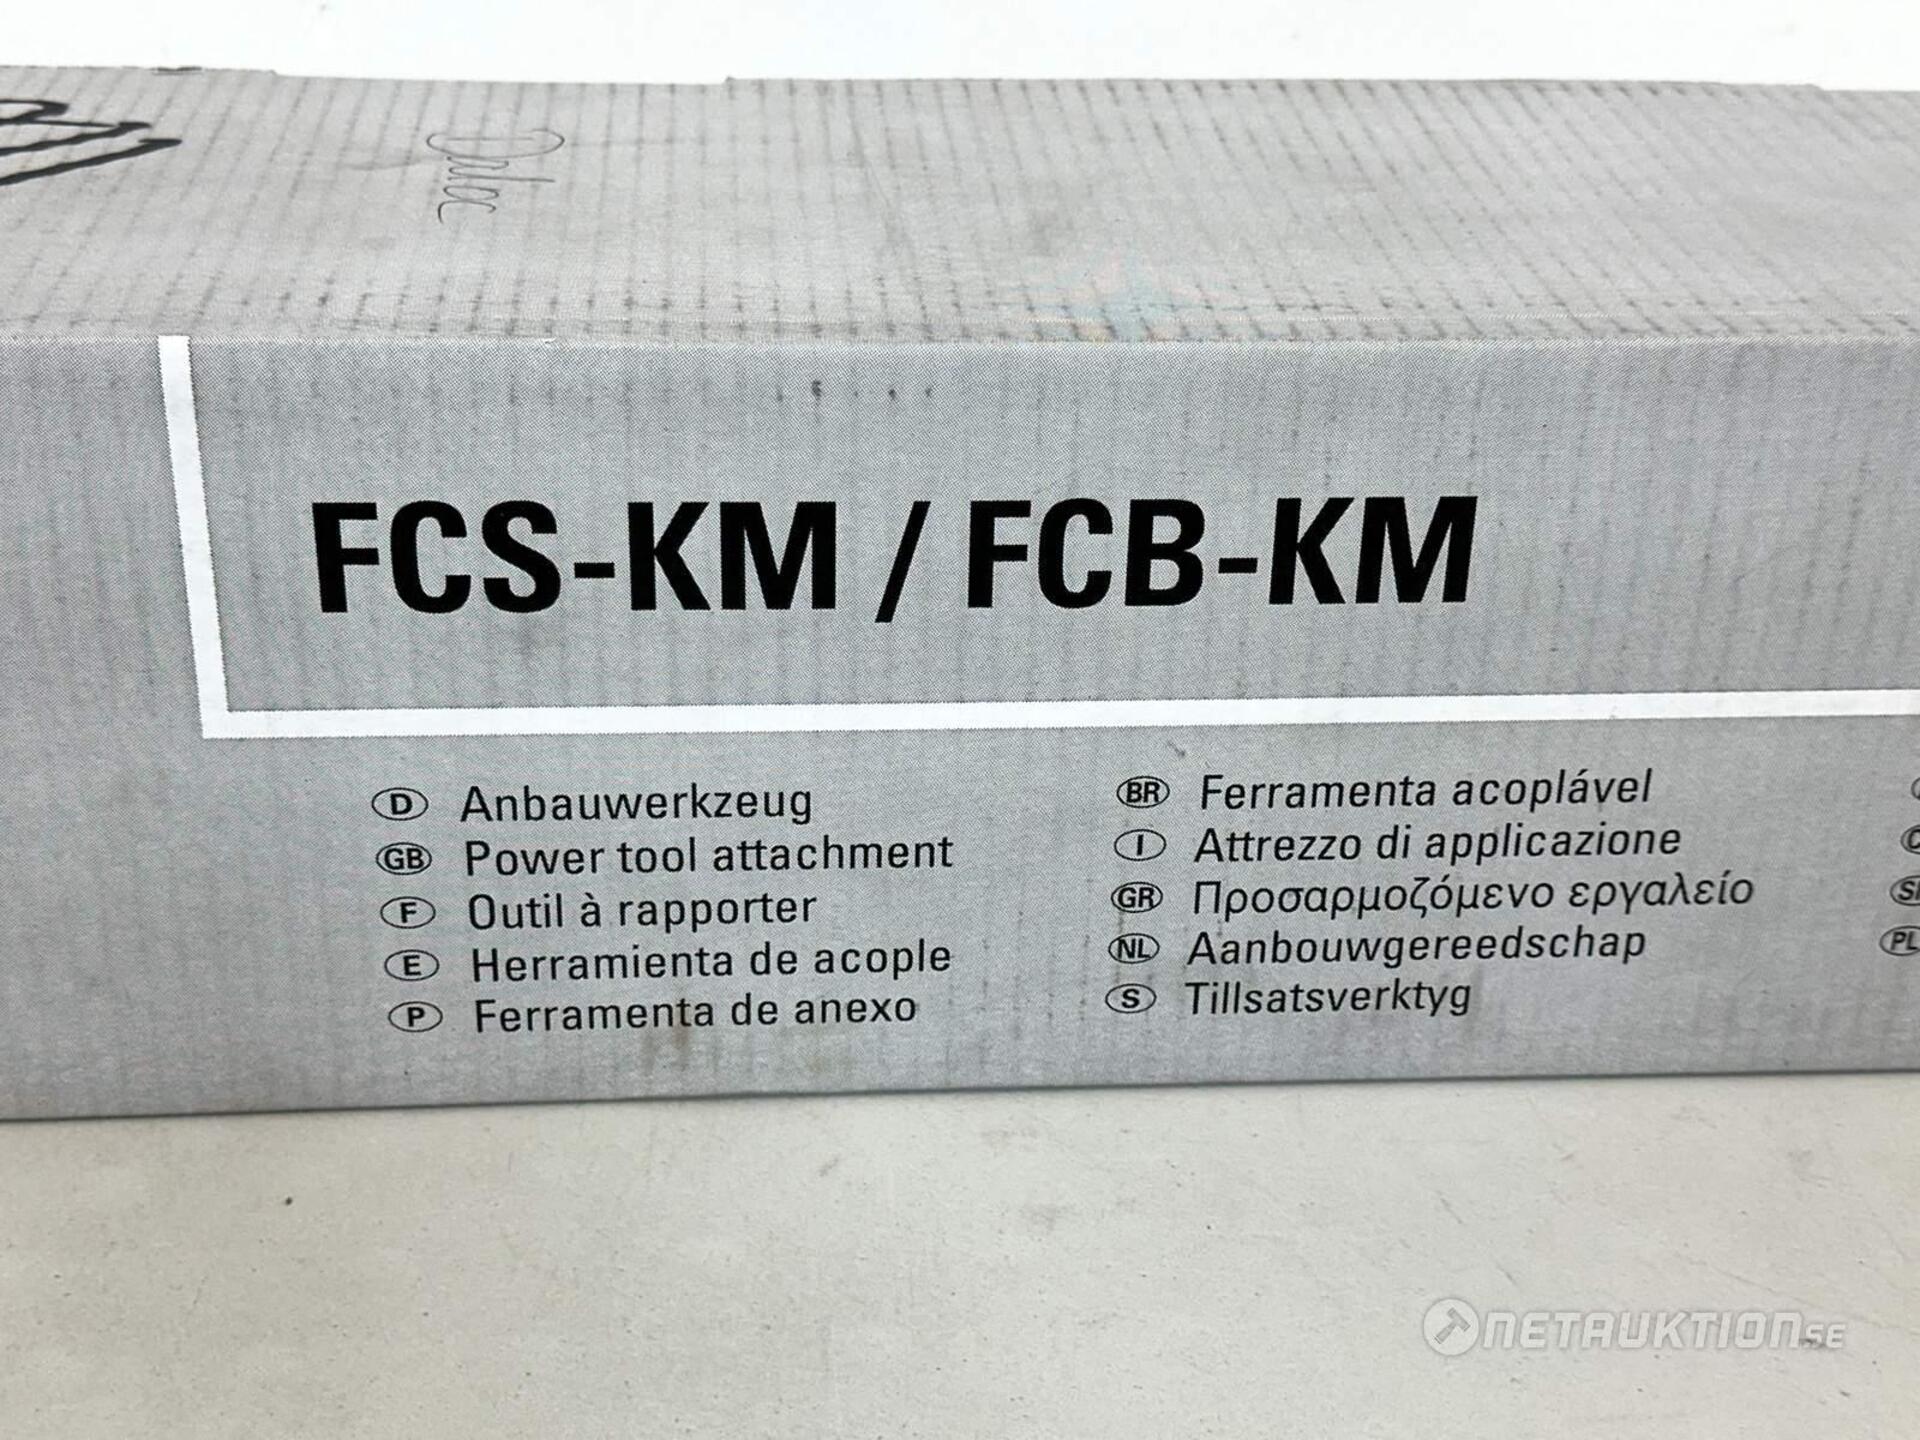 FCS-KM / FCB-KM
D Anbauwerkzeug
GB Power tool attachment
F Outil à rapporter
E Herramienta de acople
P Ferramenta de anexo
BR Ferramenta acoplável
I Attrezzo di applicazione
GR Προσαρμοζόμενο εργαλείο
NL Aanbouwgereedschap
S Tillsatsverktyg
PL
NETAUKTION.SE